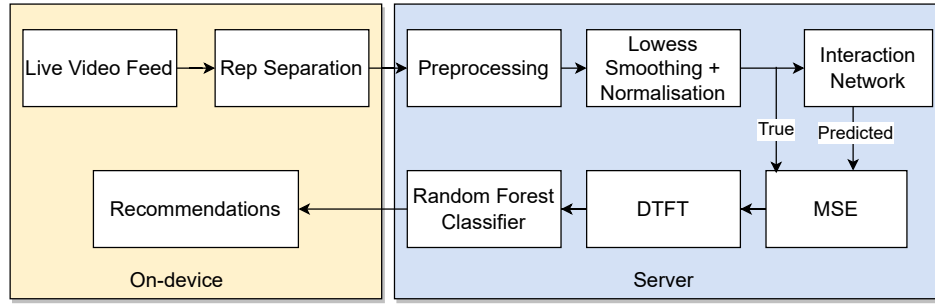 Live Video Feed
Rep Separation
Preprocessing
Lowess
Smoothing +
Normalisation
Interaction
Network
True
Predicted
Recommendations
Random Forest
Classifier
DTFT
MSE
On-device
Server